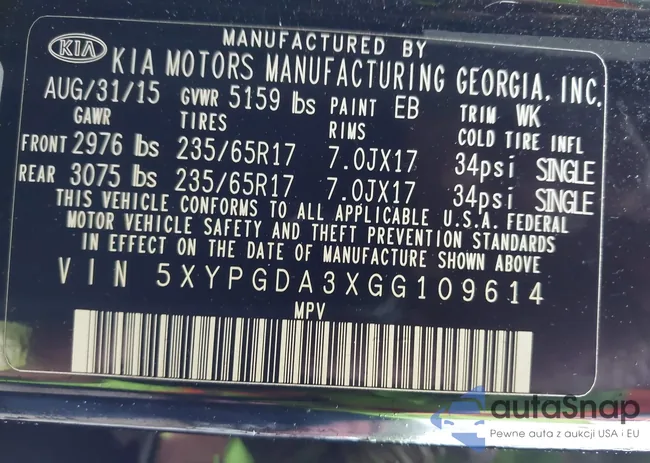 MANUFACTURED BY
KIA KIA MOTORS MANUFACTURING GEORGIA, INC.
AUG/31/15 GVWR 5159 lbs PAINT EB TRIM WK
GAWR TIRES RIMS COLD TIRE INFL
FRONT 2976 lbs 235/65R17 7.0JX17 34psi SINGLE
REAR 3075 lbs 235/65R17 7.0JX17 34psi SINGLE
THIS VEHICLE CONFORMS TO ALL APPLICABLE U.S.A. FEDERAL
MOTOR VEHICLE SAFETY AND THEFT PREVENTION STANDARDS
IN EFFECT ON THE DATE OF MANUFACTURE SHOWN ABOVE
VIN 5XYPGDA3XGG109614
MPV
autaSnap
Pewne auta z aukcji USA i EU